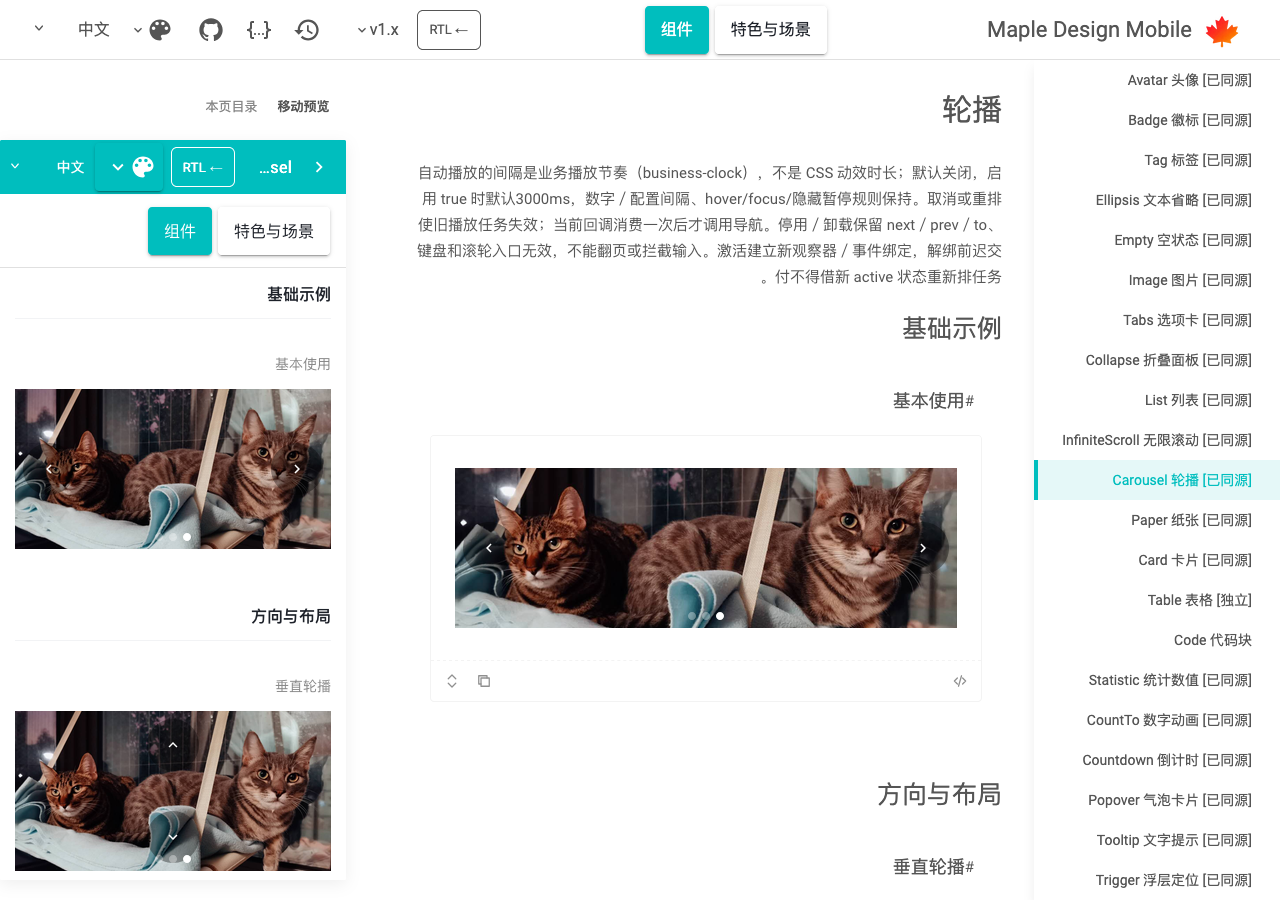 Maple Design Mobile
特色与场景
组件
RTL ←
v1.x
{..}
中文
Avatar 头像 [已同源]
Badge 徽标 [已同源]
Tag 标签 [已同源]
Ellipsis 文本省略 [已同源]
Empty 空状态 [已同源]
Image 图片 [已同源]
Tabs 选项卡 [已同源]
Collapse 折叠面板 [已同源]
List 列表 [已同源]
InfiniteScroll 无限滚动 [已同源]
Carousel 轮播 [已同源]
Paper 纸张 [已同源]
Card 卡片 [已同源]
Table 表格 [独立]
Code 代码块
Statistic 统计数值 [已同源]
CountTo 数字动画 [已同源]
Countdown 倒计时 [已同源]
Popover 气泡卡片 [已同源]
Tooltip 文字提示 [已同源]
Trigger 浮层定位 [已同源]
轮播
自动播放的间隔是业务播放节奏（business-clock），不是 CSS 动效时长；默认关闭，启
用 true 时默认3000ms，数字 / 配置间隔、hover/focus/隐藏暂停规则保持。取消或重排
使旧播放任务失效；当前回调消费一次后才调用导航。停用 / 卸载保留 next / prev / to、
键盘和滚轮入口无效，不能翻页或拦截输入。激活建立新观察器 / 事件绑定，解绑前迟交
付不得借新 active 状态重新排任务。
基础示例
基本使用#
方向与布局
垂直轮播#
移动预览
本页目录
...sel
RTL ←
中文
特色与场景
组件
基础示例
基本使用
方向与布局
垂直轮播